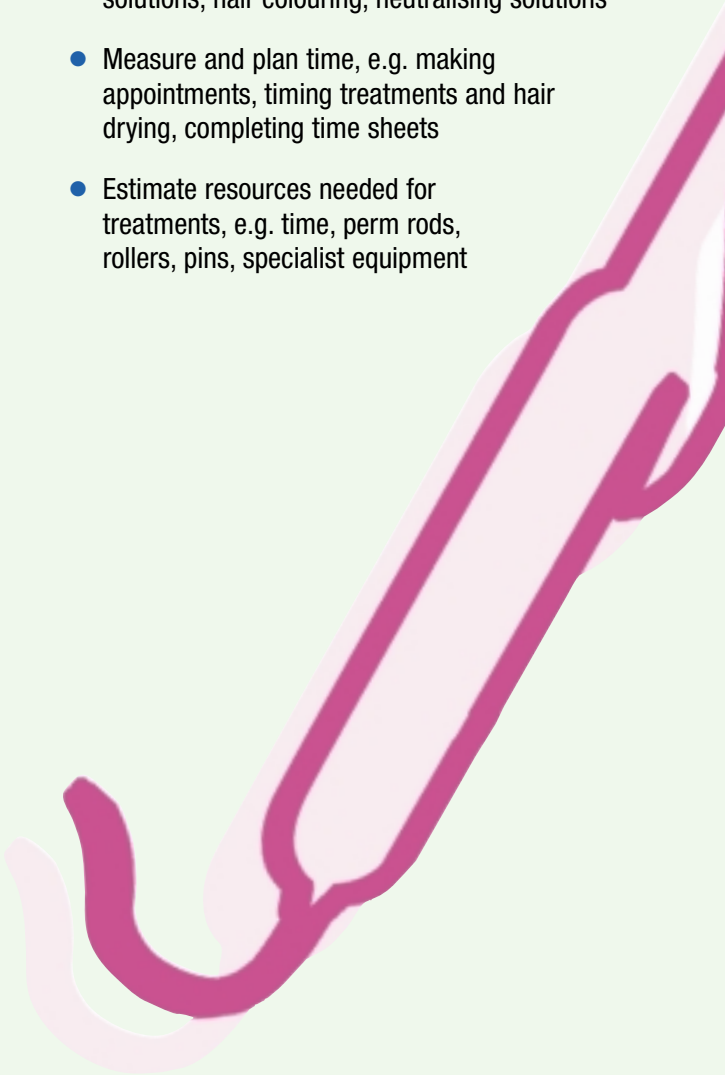 solutions, hair colouring, neutralising solutions
● Measure and plan time, e.g. making
appointments, timing treatments and hair
drying, completing time sheets
● Estimate resources needed for
treatments, e.g. time, perm rods,
rollers, pins, specialist equipment